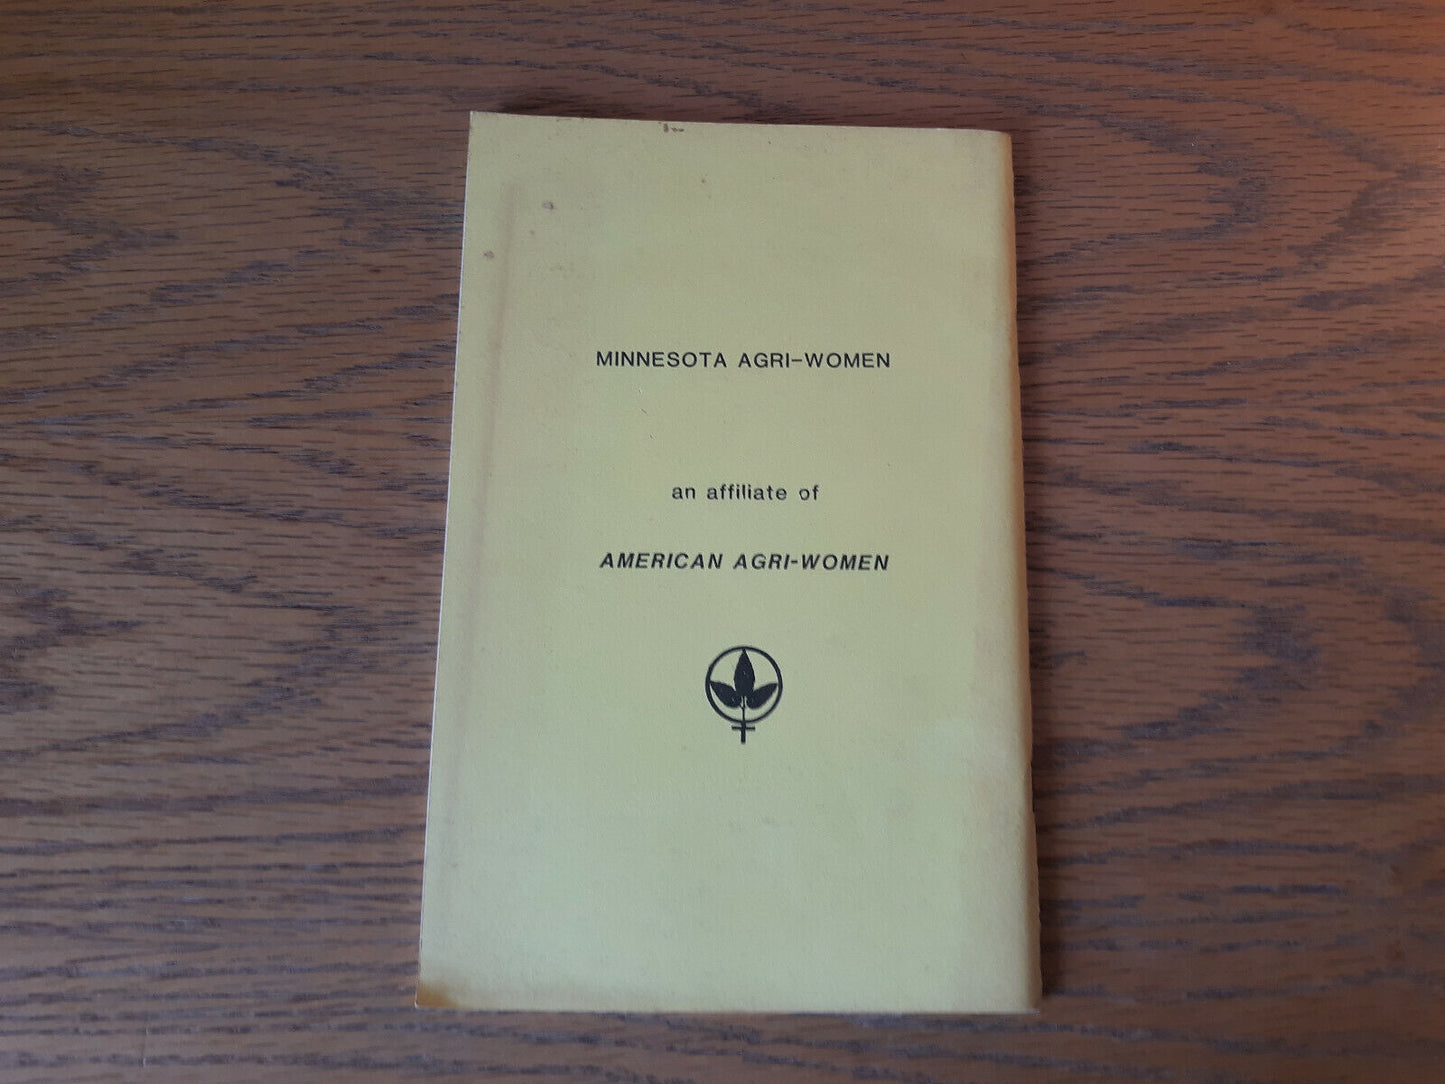 MINNESOTA AGRI-WOMEN
an affiliate of
AMERICAN AGRI-WOMEN